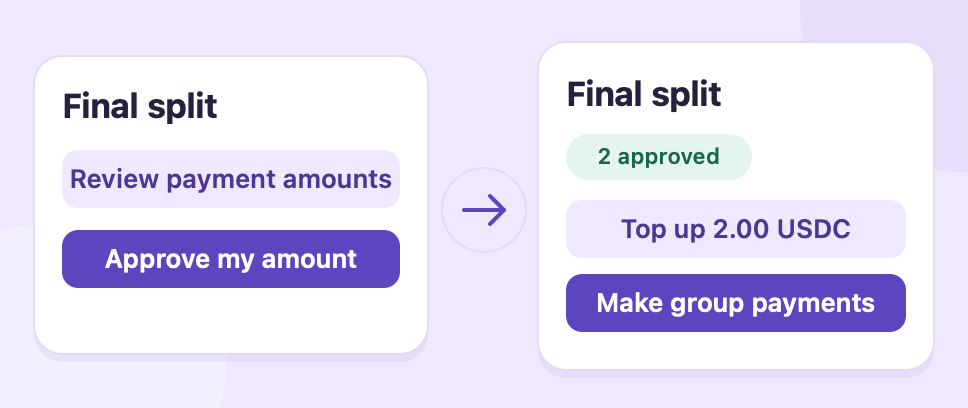 Final split
Review payment amounts
Approve my amount
Final split
2 approved
Top up 2.00 USDC
Make group payments